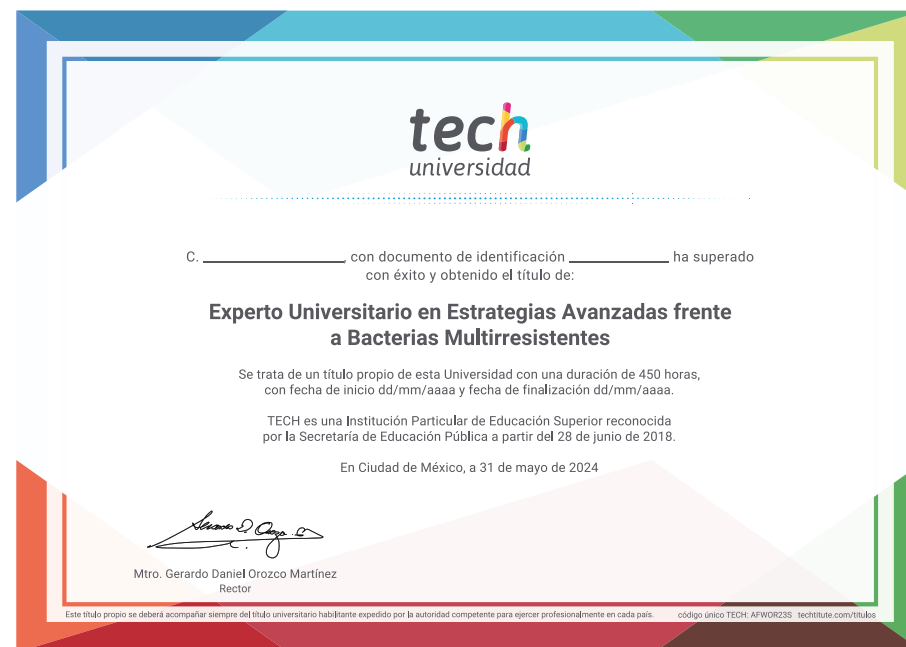 tech
universidad
C. ____________, con documento de identificación ____________ ha superado
con éxito y obtenido el título de:
Experto Universitario en Estrategias Avanzadas frente
a Bacterias Multirresistentes
Se trata de un título propio de esta Universidad con una duración de 450 horas,
con fecha de inicio dd/mm/aaaa y fecha de finalización dd/mm/aaaa.
TECH es una Institución Particular de Educación Superior reconocida
por la Secretaría de Educación Pública a partir del 28 de junio de 2018.
En Ciudad de México, a 31 de mayo de 2024
Mtro. Gerardo Daniel Orozco Martínez
Rector
Este título propio se deberá acompañar siempre del título universitario habilitante expedido por la autoridad competente para ejercer profesionalmente en cada país. código único TECH: AFWOR23S techtitute.com/titulos